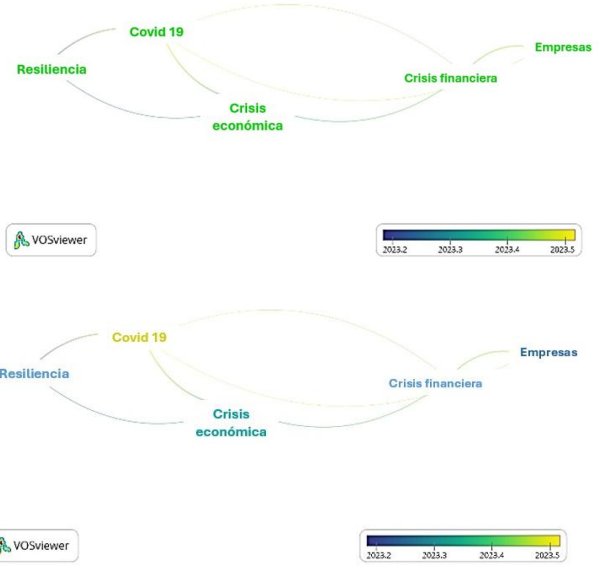 Covid 19
Empresas
Resiliencia
Crisis financiera
Crisis
económica
VOSviewer
2023.2 2023.3 2023.4 2023.5
Covid 19
Empresas
Resiliencia
Crisis financiera
Crisis
económica
VOSviewer
2023.2 2023.3 2023.4 2023.5